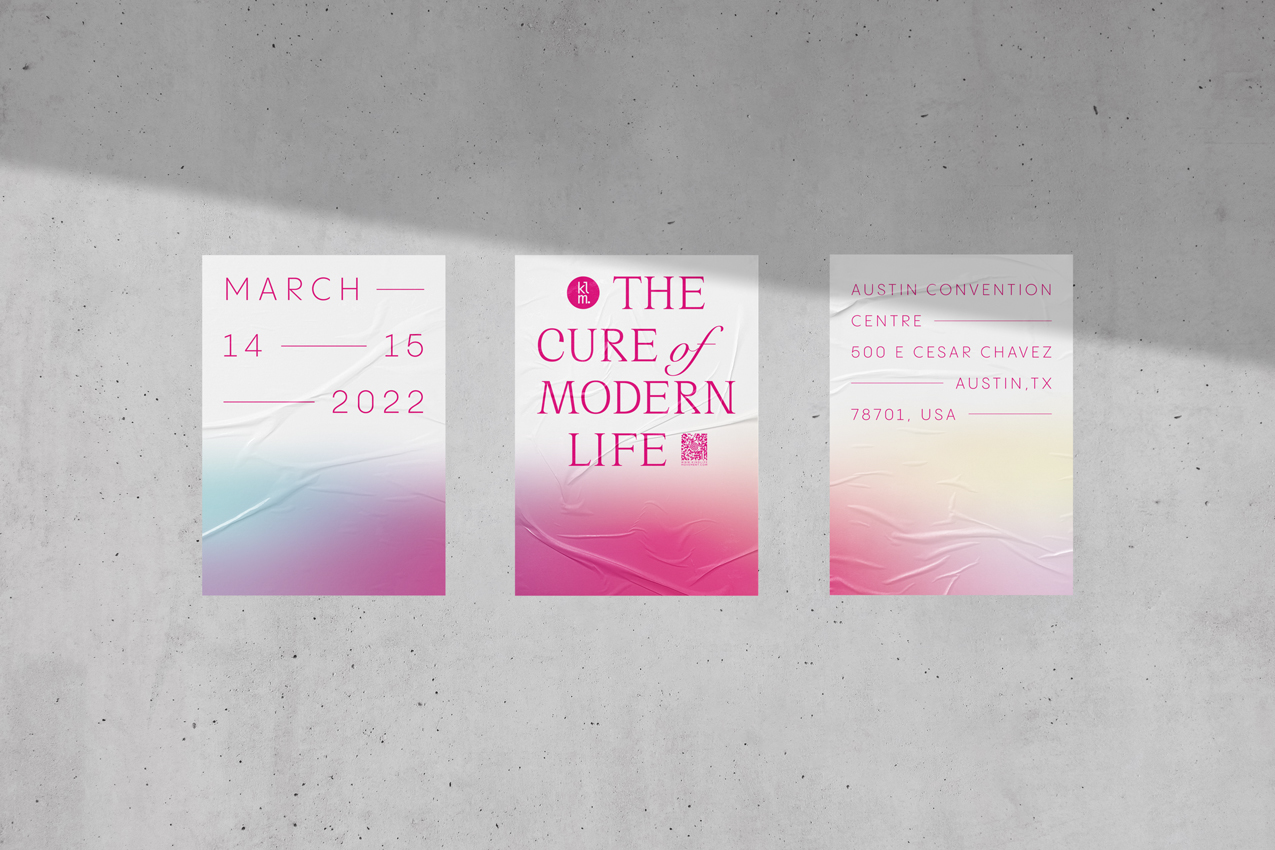 MARCH
14 15
2022
klm.
THE
CURE of
MODERN
LIFE
AUSTIN CONVENTION
CENTRE
500 E CESAR CHAVEZ
AUSTIN,TX
78701, USA